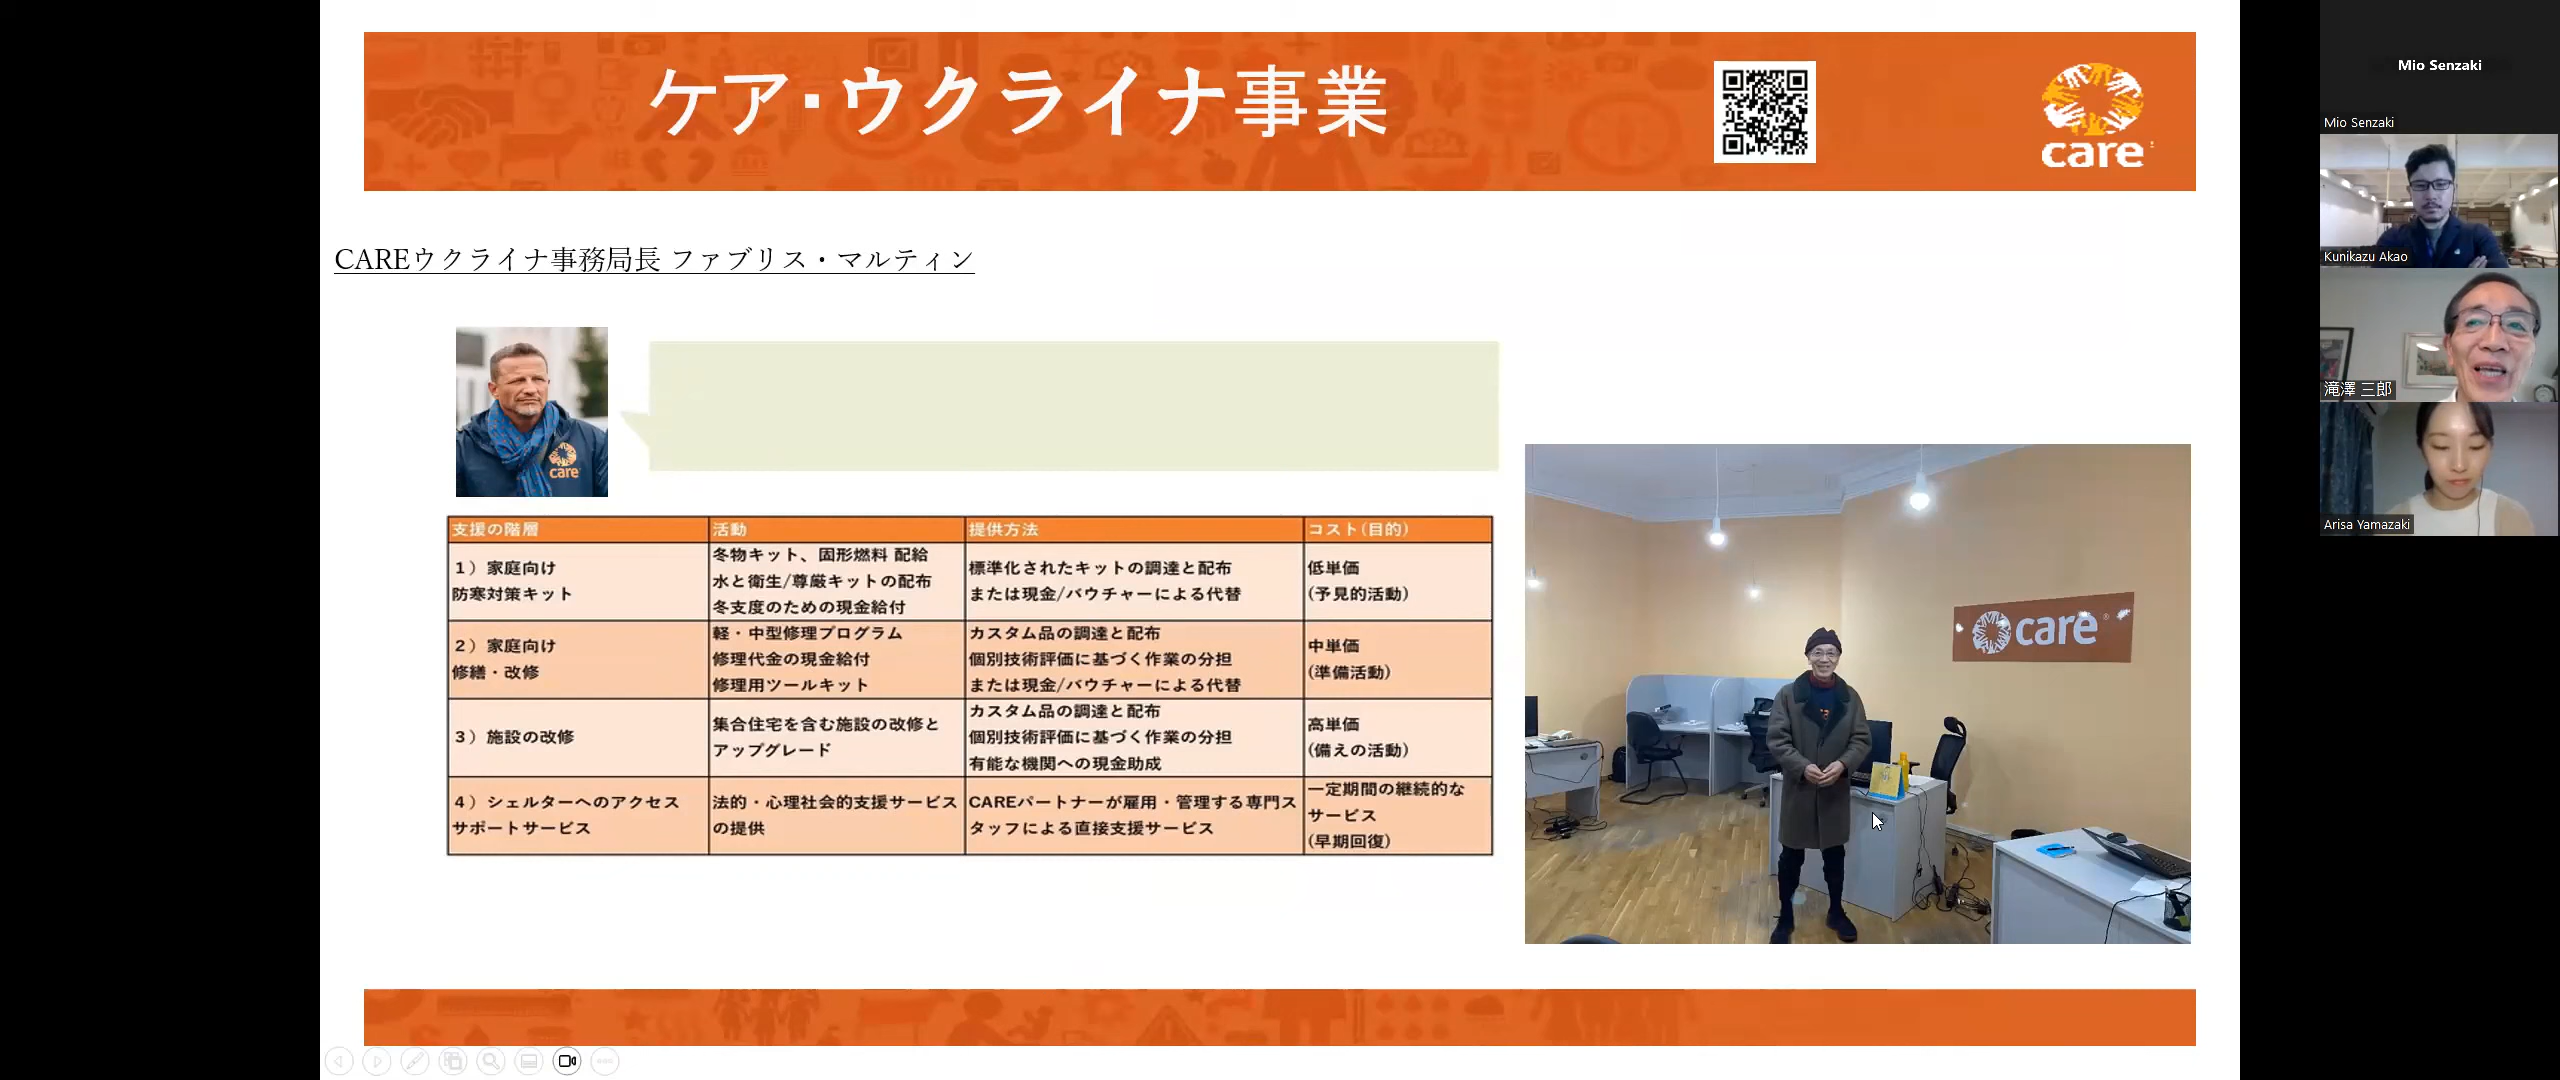 ケア・ウクライナ事業
care
CAREウクライナ事務局長 ファブリス・マルティン
care
支援の階層 活動 提供方法 コスト(目的)
1）家庭向け
防寒対策キット
冬物キット、固形燃料 配給
水と衛生/尊厳キットの配布
冬支度のための現金給付
標準化されたキットの調達と配布
または現金/バウチャーによる代替
低単価
(予見的活動)
2）家庭向け
修繕・改修
軽・中型修理プログラム
修理代金の現金給付
修理用ツールキット
カスタム品の調達と配布
個別技術評価に基づく作業の分担
または現金/バウチャーによる代替
中単価
(準備活動)
3）施設の改修
集合住宅を含む施設の改修と
アップグレード
カスタム品の調達と配布
個別技術評価に基づく作業の分担
有能な機関への現金助成
高単価
(備えの活動)
4）シェルターへのアクセス
サポートサービス
法的・心理社会的支援サービス
の提供
CAREパートナーが雇用・管理する専門ス
タッフによる直接支援サービス
一定期間の継続的な
サービス
(早期回復)
care
Mio Senzaki
Mio Senzaki
Kunikazu Akao
滝澤 三郎
Arisa Yamazaki